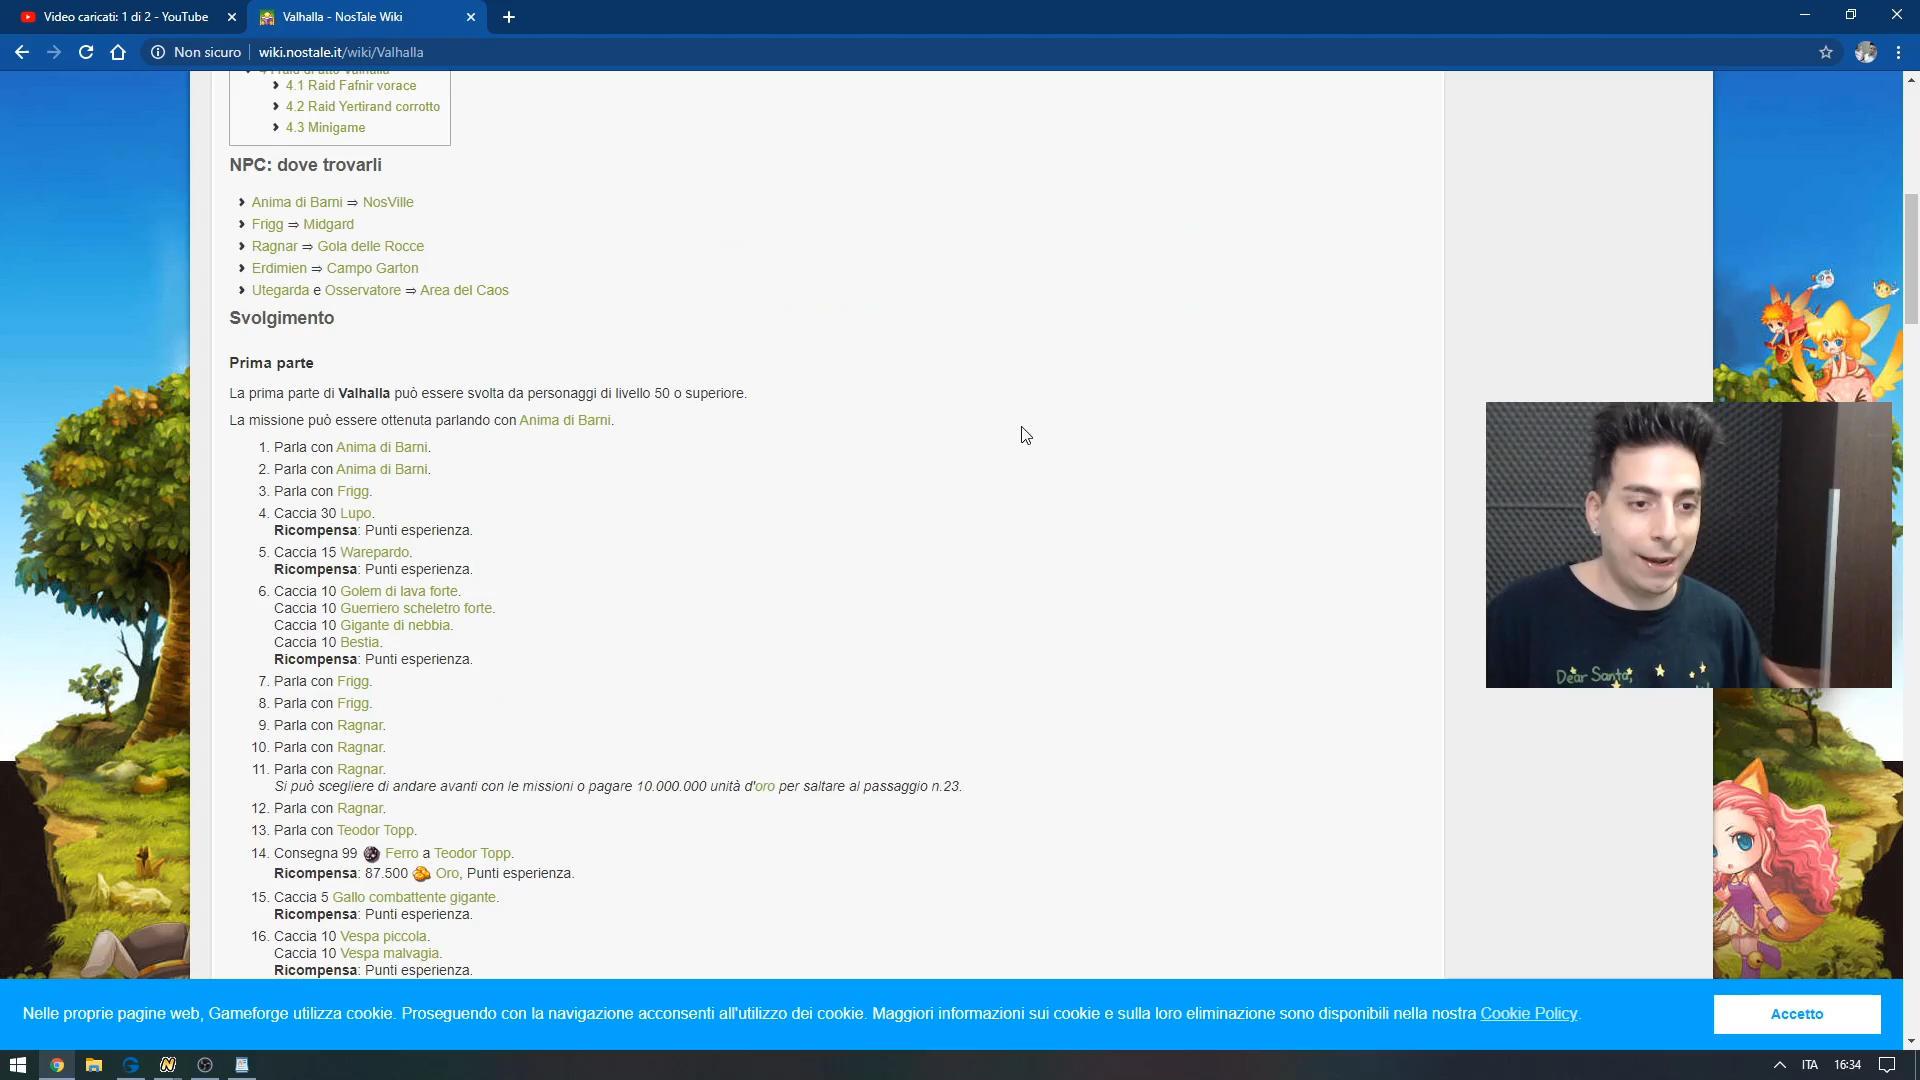 Video caricati: 1 di 2 - YouTube
Valhalla - NosTale Wiki
Non sicuro
wiki.nostale.it/wiki/Valhalla
4.1 Raid Fafnir vorace
4.2 Raid Yertirand corrotto
4.3 Minigame
NPC: dove trovarli
Anima di Barni ⇒ NosVille
Frigg ⇒ Midgard
Ragnar ⇒ Gola delle Rocce
Erdimien ⇒ Campo Garton
Utegarda e Osservatore ⇒ Area del Caos
Svolgimento
Prima parte
La prima parte di Valhalla può essere svolta da personaggi di livello 50 o superiore.
La missione può essere ottenuta parlando con Anima di Barni.
1. Parla con Anima di Barni.
2. Parla con Anima di Barni.
3. Parla con Frigg.
4. Caccia 30 Lupo.
Ricompensa: Punti esperienza.
5. Caccia 15 Warepardo.
Ricompensa: Punti esperienza.
6. Caccia 10 Golem di lava forte.
Caccia 10 Guerriero scheletro forte.
Caccia 10 Gigante di nebbia.
Caccia 10 Bestia.
Ricompensa: Punti esperienza.
7. Parla con Frigg.
8. Parla con Frigg.
9. Parla con Ragnar.
10. Parla con Ragnar.
11. Parla con Ragnar.
Si può scegliere di andare avanti con le missioni o pagare 10.000.000 unità d'oro per saltare al passaggio n.23.
12. Parla con Ragnar.
13. Parla con Teodor Topp.
14. Consegna 99 Ferro a Teodor Topp.
Ricompensa: 87.500 Oro, Punti esperienza.
15. Caccia 5 Gallo combattente gigante.
Ricompensa: Punti esperienza.
16. Caccia 10 Vespa piccola.
Caccia 10 Vespa malvagia.
Ricompensa: Punti esperienza.
Dear Santa,
Nelle proprie pagine web, Gameforge utilizza cookie. Proseguendo con la navigazione acconsenti all'utilizzo dei cookie. Maggiori informazioni sui cookie e sulla loro eliminazione sono disponibili nella nostra Cookie Policy.
Accetto
ITA
16:34